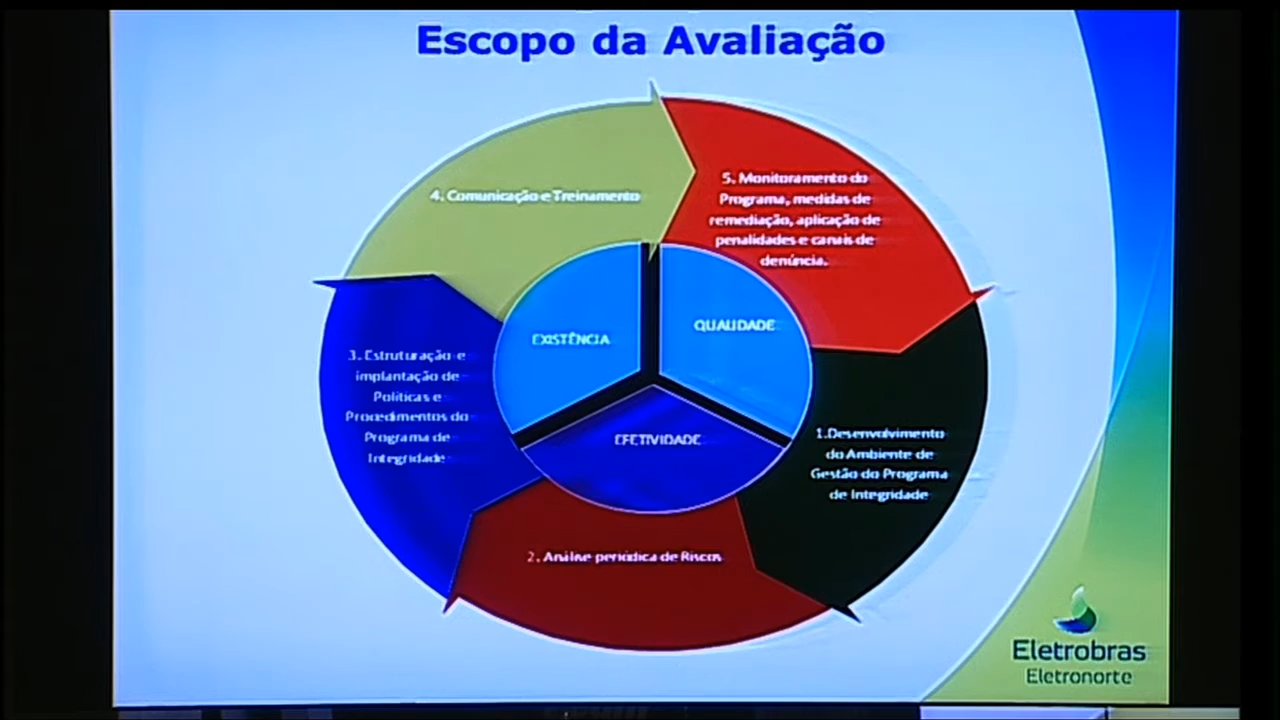 Escopo da Avaliação
4. Comunicação e Treinamento
5. Monitoramento do
Programa, medidas de
remediação, aplicação de
penalidades e canais de
denúncia.
EXISTÊNCIA
QUALIDADE
EFETIVIDADE
3. Estruturação e
implantação de
Políticas e
Procedimentos do
Programa de
Integridade
1.Desenvolvimento
do Ambiente de
Gestão do Programa
de Integridade
2. Análise periódica de Riscos
Eletrobras
Eletronorte